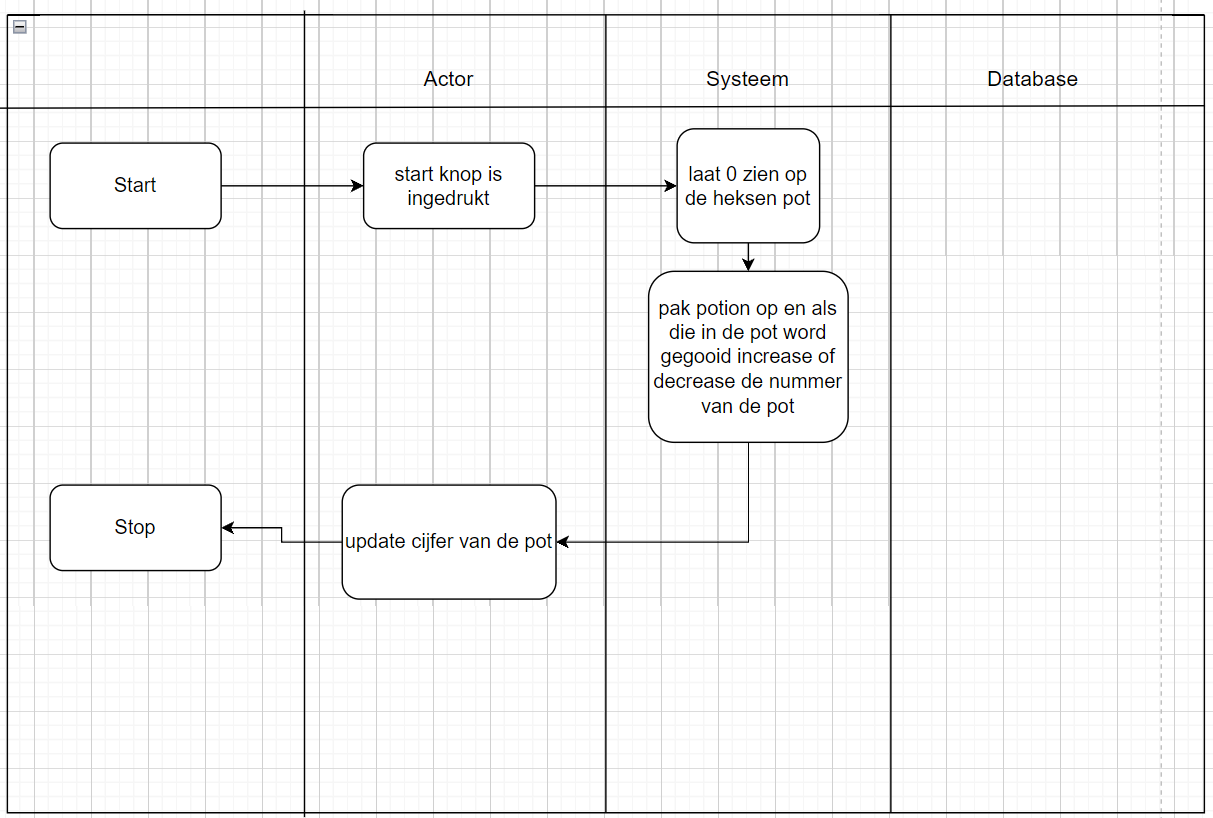 Actor
Systeem
Database
Start
start knop is
ingedrukt
laat 0 zien op
de heksen pot
pak potion op en als
die in de pot word
gegooid increase of
decrease de nummer
van de pot
Stop
update cijfer van de pot